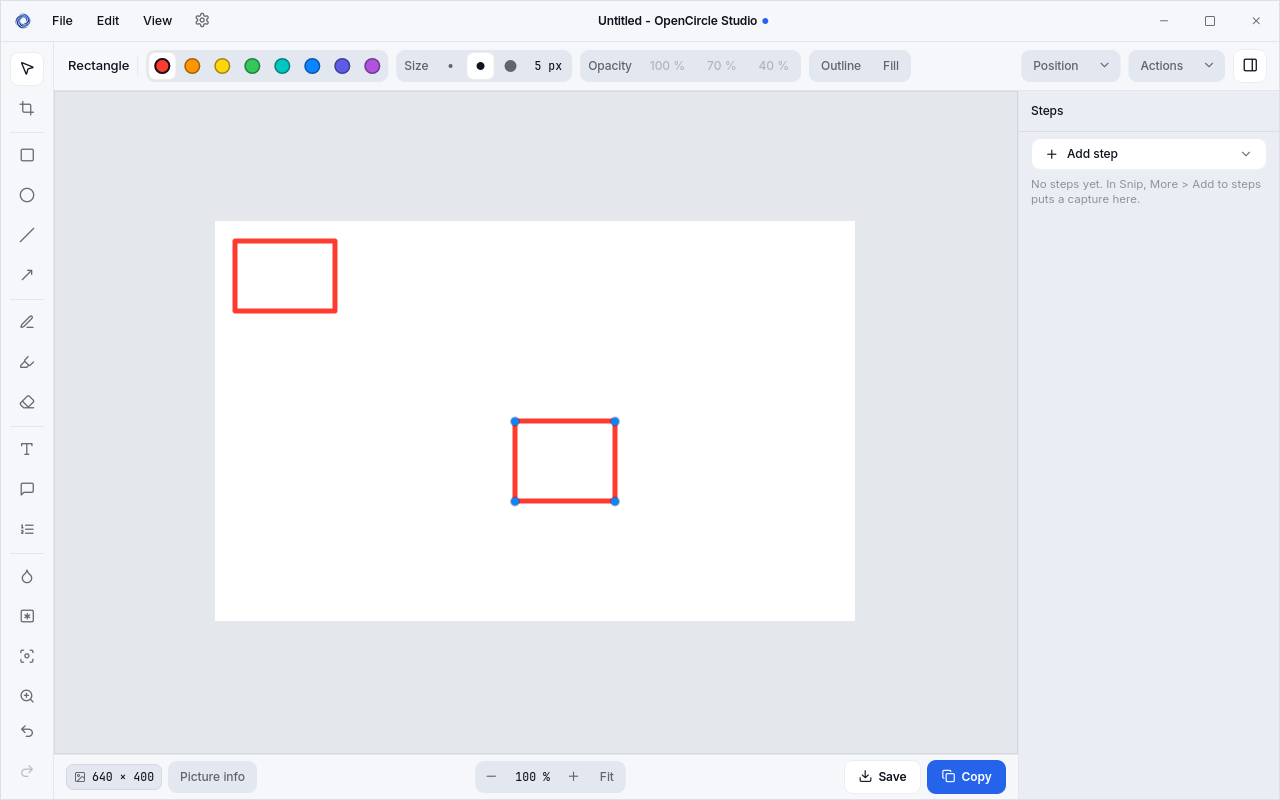 File Edit View
Untitled - OpenCircle Studio
Rectangle
Size 5 px
Opacity 100 % 70 % 40 %
Outline Fill
Position
Actions
Steps
Add step
No steps yet. In Snip, More > Add to steps
puts a capture here.
640 × 400
Picture info
100 %
Fit
Save
Copy